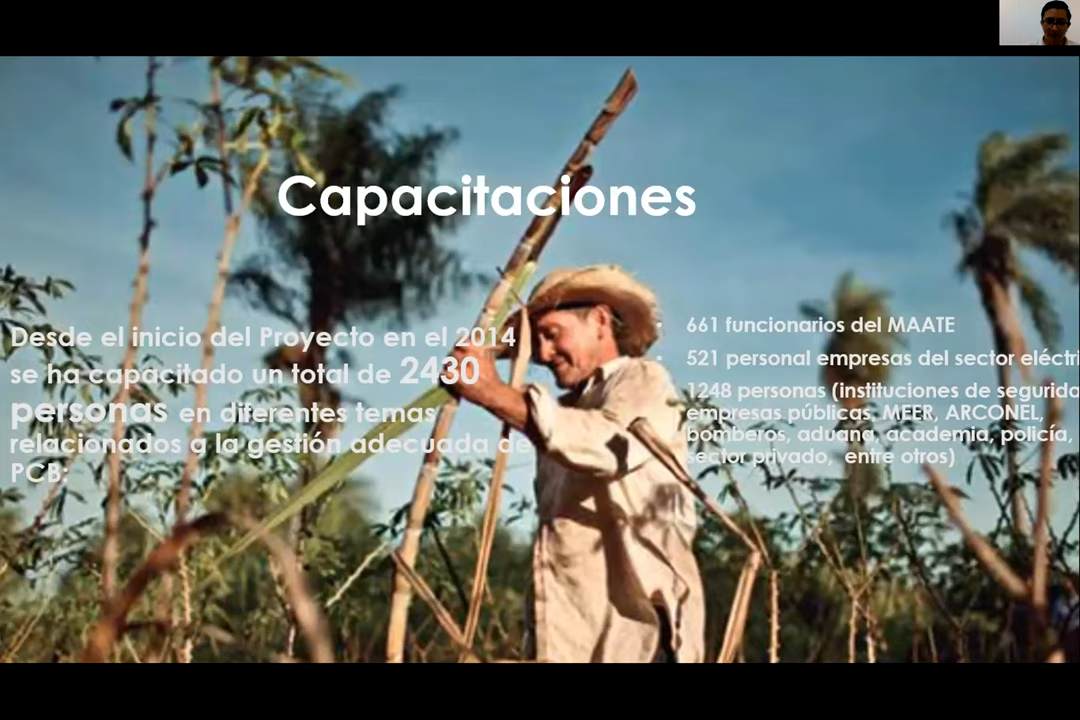 Capacitaciones
Desde el inicio del Proyecto en el 2014
se ha capacitado un total de 2430
personas en diferentes temas
relacionados a la gestión adecuada de
PCB:
661 funcionarios del MAATE
521 personal empresas del sector eléctri
1248 personas (instituciones de segurida
empresas públicas, MEER, ARCONEL,
bomberos, aduana, academia, policía,
sector privado, entre otros)